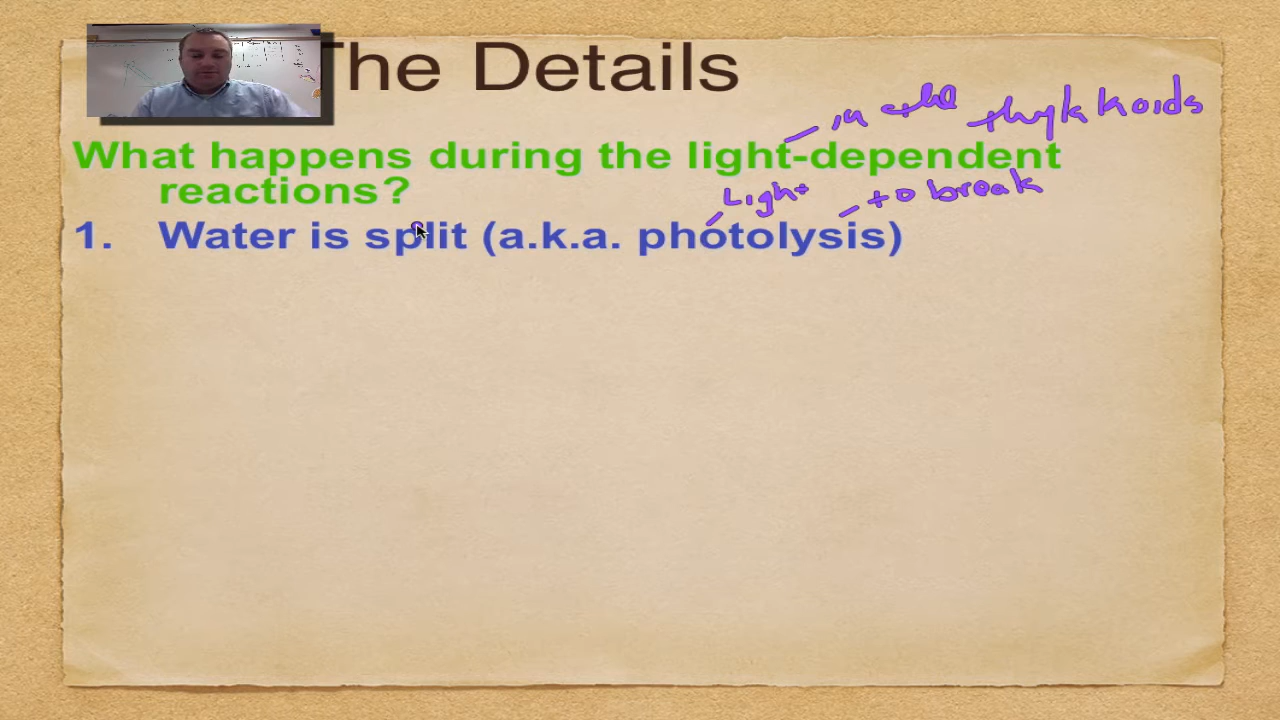 The Details
in the thykkoids
What happens during the light-dependent
reactions?
Light to break
1. Water is split (a.k.a. photolysis)